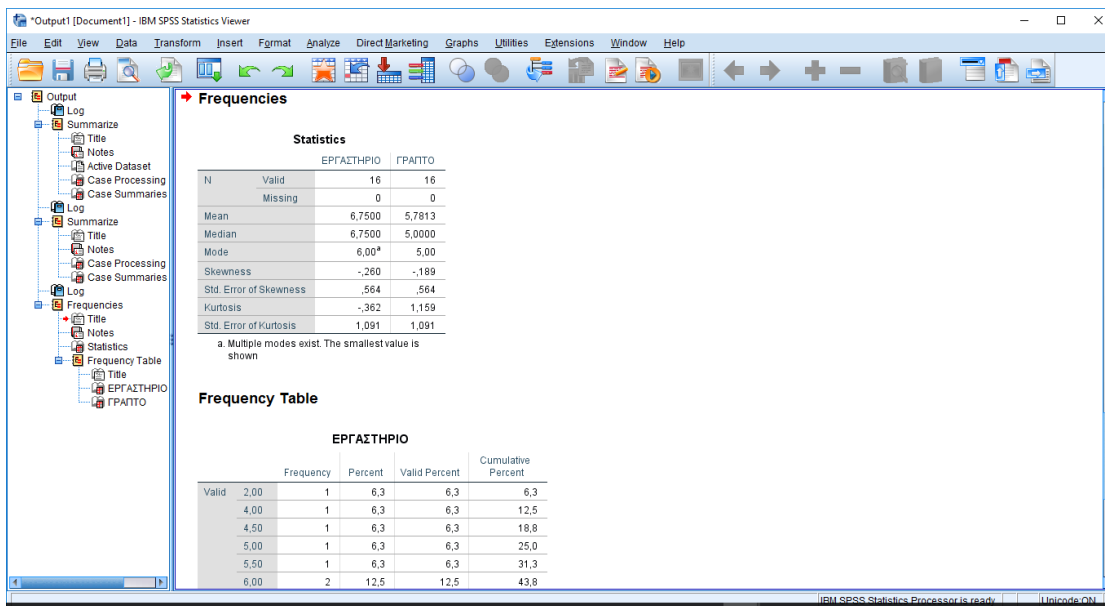 *Output1 [Document1] - IBM SPSS Statistics Viewer
File Edit View Data Transform Insert Format Analyze Direct Marketing Graphs Utilities Extensions Window Help
Output
Log
Summarize
Title
Notes
Active Dataset
Case Processing
Case Summaries
Log
Summarize
Title
Notes
Case Processing
Case Summaries
Log
Frequencies
Title
Notes
Statistics
Frequency Table
Title
ΕΡΓΑΣΤΗΡΙΟ
ΓΡΑΠΤΟ
Frequencies
Statistics
ΕΡΓΑΣΤΗΡΙΟ ΓΡΑΠΤΟ
N Valid 16 16
Missing 0 0
Mean 6,7500 5,7813
Median 6,7500 5,0000
Mode 6,00a 5,00
Skewness -,260 -,189
Std. Error of Skewness ,564 ,564
Kurtosis -,362 1,159
Std. Error of Kurtosis 1,091 1,091
a. Multiple modes exist. The smallest value is
shown
Frequency Table
ΕΡΓΑΣΤΗΡΙΟ
Frequency Percent Valid Percent Cumulative Percent
Valid 2,00 1 6,3 6,3 6,3
4,00 1 6,3 6,3 12,5
4,50 1 6,3 6,3 18,8
5,00 1 6,3 6,3 25,0
5,50 1 6,3 6,3 31,3
6,00 2 12,5 12,5 43,8
IBM SPSS Statistics Processor is ready Unicode:ON